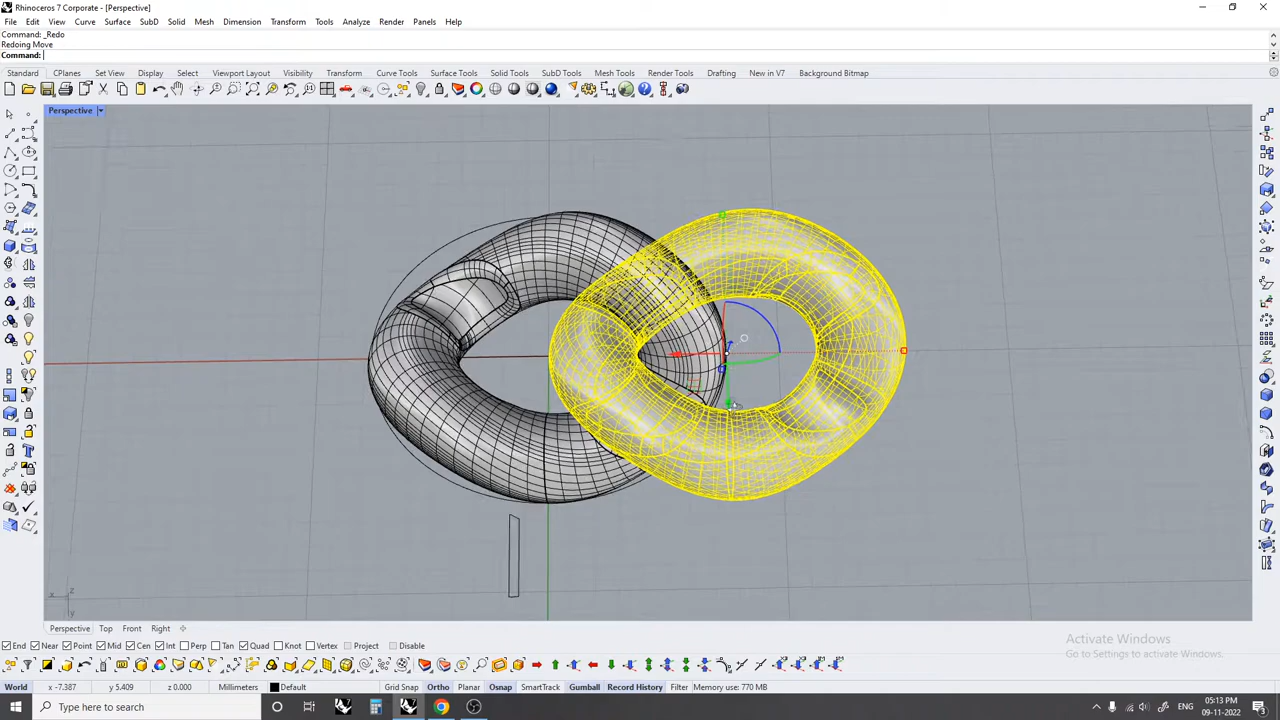 Rhinoceros 7 Corporate - [Perspective]
File Edit View Curve Surface SubD Solid Mesh Dimension Transform Tools Analyze Render Panels Help
Command: _Redo
Redoing Move
Command:
Standard CPlanes Set View Display Select Viewport Layout Visibility Transform Curve Tools Surface Tools Solid Tools SubD Tools Mesh Tools Render Tools Drafting New in V7 Background Bitmap
Perspective
z
x
y
Perspective Top Front Right
End Near Point Mid Cen Int Perp Tan Quad Knot Vertex Project Disable
Activate Windows
Go to Settings to activate Windows.
World x -7.387 y 5.409 z 0.000 Millimeters Default Grid Snap Ortho Planar Osnap SmartTrack Gumball Record History Filter Memory use: 770 MB
Type here to search
ENG
05:13 PM
09-11-2022